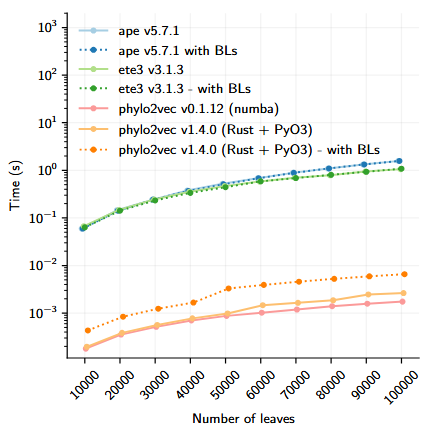 10³
ape v5.7.1
ape v5.7.1 with BLs
10²
ete3 v3.1.3
ete3 v3.1.3 - with BLs
10¹
phylo2vec v0.1.12 (numba)
phylo2vec v1.4.0 (Rust + PyO3)
phylo2vec v1.4.0 (Rust + PyO3) - with BLs
10⁰
10⁻¹
10⁻²
10⁻³
Time (s)
10000 20000 30000 40000 50000 60000 70000 80000 90000 100000
Number of leaves